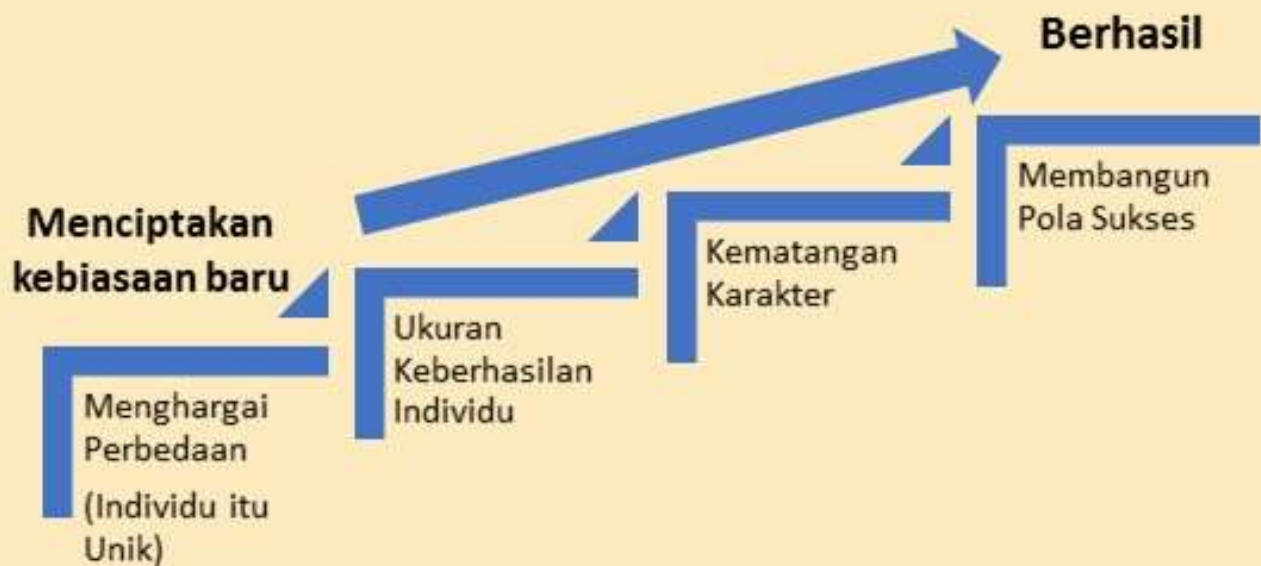 Berhasil
Menciptakan
kebiasaan baru
Menghargai
Perbedaan
(Individu itu
Unik)
Ukuran
Keberhasilan
Individu
Kematangan
Karakter
Membangun
Pola Sukses